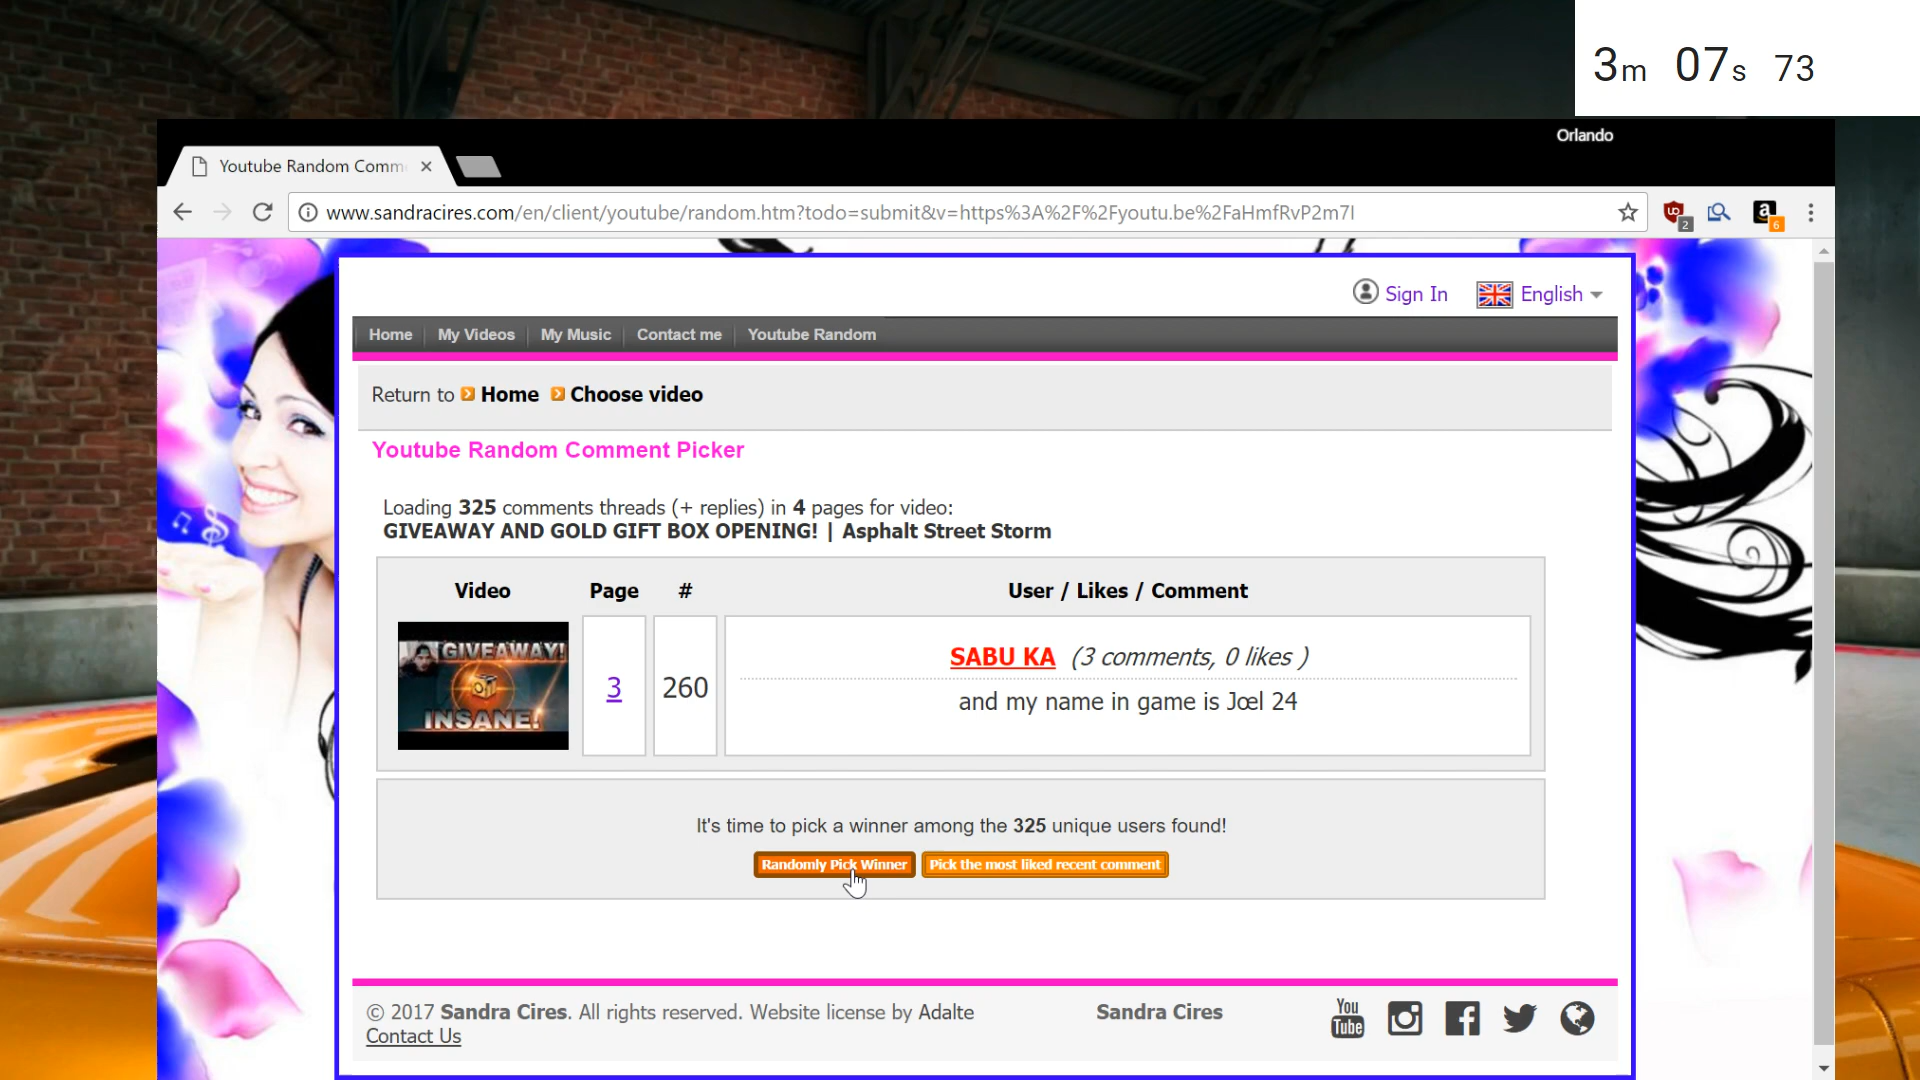 3m 07s 73
Orlando
Youtube Random Comm
www.sandracires.com/en/client/youtube/random.htm?todo=submit&v=https%3A%2F%2Fyoutu.be%2FaHmfRvP2m7I
2
a
6
Sign In
English
Home
My Videos
My Music
Contact me
Youtube Random
Return to Home Choose video
Youtube Random Comment Picker
Loading 325 comments threads (+ replies) in 4 pages for video:
GIVEAWAY AND GOLD GIFT BOX OPENING! | Asphalt Street Storm
Video
Page
#
User / Likes / Comment
GIVEAWAY!
INSANE!
3
260
SABU KA (3 comments, 0 likes )
and my name in game is Jœl 24
It's time to pick a winner among the 325 unique users found!
Randomly Pick Winner
Pick the most liked recent comment
© 2017 Sandra Cires. All rights reserved. Website license by Adalte
Contact Us
Sandra Cires
You
Tube